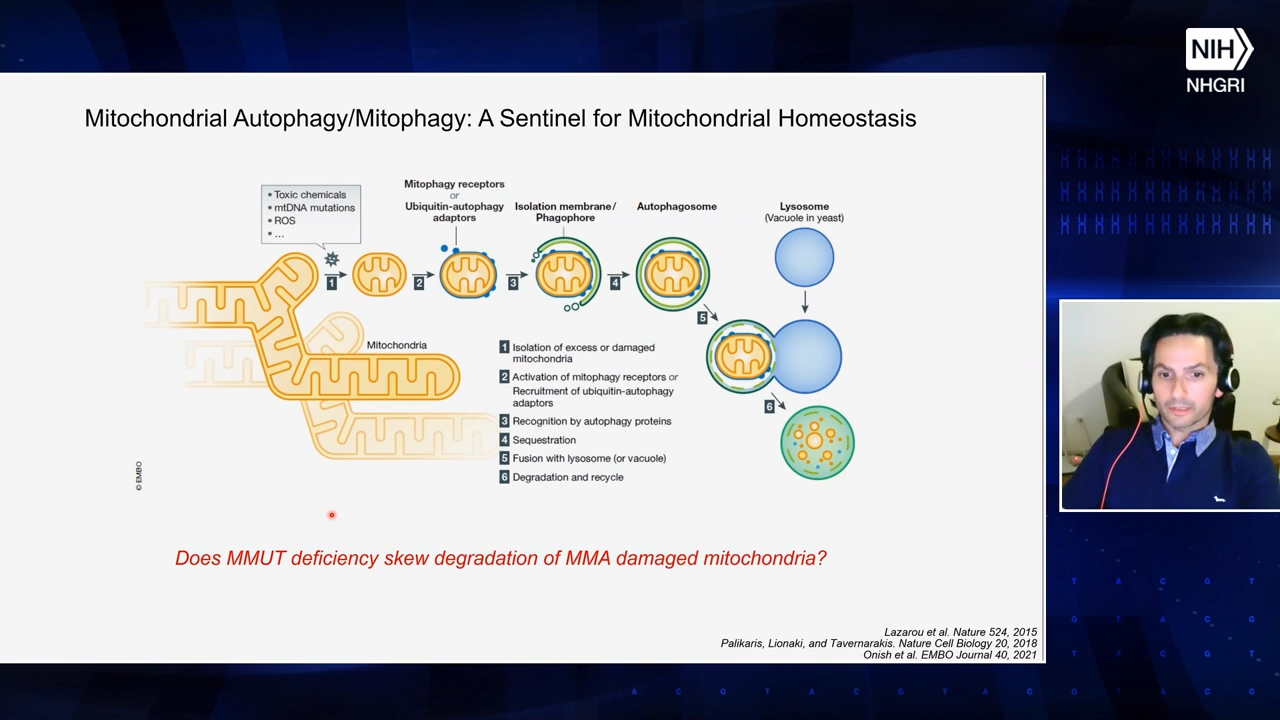 NIH
NHGRI
Mitochondrial Autophagy/Mitophagy: A Sentinel for Mitochondrial Homeostasis
• Toxic chemicals
• mtDNA mutations
• ROS
• ...
Mitophagy receptors
or
Ubiquitin-autophagy
adaptors
Isolation membrane/
Phagophore
Autophagosome
Lysosome
(Vacuole in yeast)
1
2
3
4
5
6
Mitochondria
1 Isolation of excess or damaged
mitochondria
2 Activation of mitophagy receptors or
Recruitment of ubiquitin-autophagy
adaptors
3 Recognition by autophagy proteins
4 Sequestration
5 Fusion with lysosome (or vacuole)
6 Degradation and recycle
© EMBO
Does MMUT deficiency skew degradation of MMA damaged mitochondria?
Lazarou et al. Nature 524, 2015
Palikaris, Lionaki, and Tavernarakis. Nature Cell Biology 20, 2018
Onish et al. EMBO Journal 40, 2021
T A C G T
G T A C G T
T A C G T
A C G T A C G T A C G T A C G